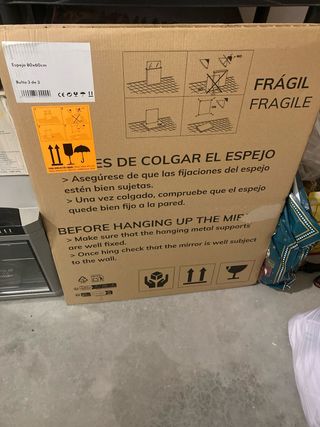 Espejo 80x60cm
Bulto 2 de 2
FRÁGIL
FRAGILE
ES DE COLGAR EL ESPEJO
> Asegúrese de que las fijaciones del espejo
estén bien sujetas.
> Una vez colgado, compruebe que el espejo
quede bien fijo a la pared.
BEFORE HANGING UP THE MIR
> Make sure that the hanging metal supports
are well fixed.
> Once hing check that the mirror is well subject
to the wall.